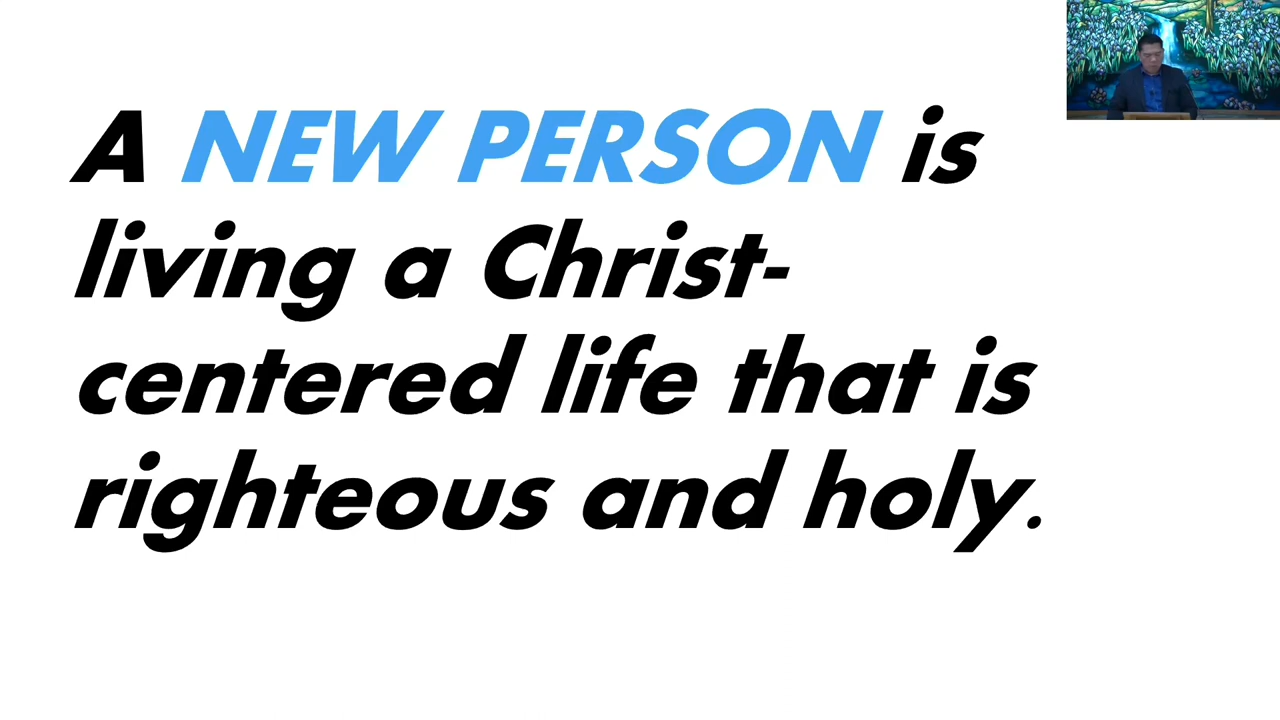 A NEW PERSON is
living a Christ-
centered life that is
righteous and holy.